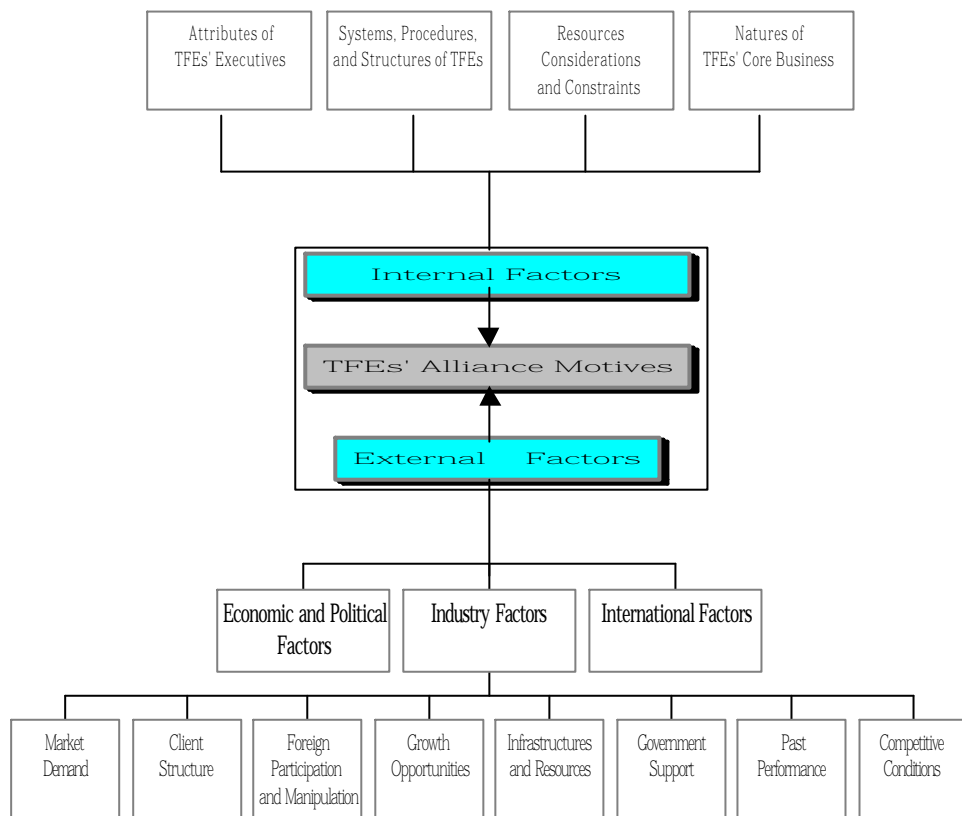 Attributes of
TFEs' Executives
Systems, Procedures,
and Structures of TFEs
Resources
Considerations
and Constraints
Natures of
TFEs' Core Business
Internal Factors
TFEs' Alliance Motives
External Factors
Economic and Political
Factors
Industry Factors
International Factors
Market
Demand
Client
Structure
Foreign
Participation
and Manipulation
Growth
Opportunities
Infrastructures
and Resources
Government
Support
Past
Performance
Competitive
Conditions